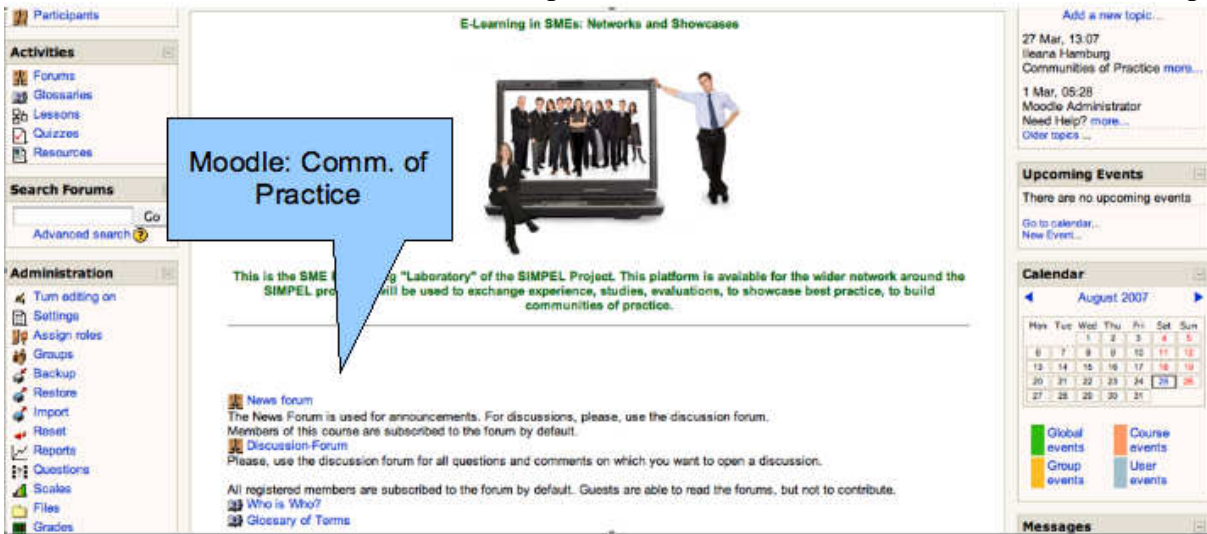 Participants
Activities
Forums
Glossaries
Lessons
Quizzes
Resources
Search Forums
Go
Advanced search
Administration
Turn editing on
Settings
Assign roles
Groups
Backup
Restore
Import
Reset
Reports
Questions
Scales
Files
Grades
E-Learning in SMEs: Networks and Showcases
Moodle: Comm. of
Practice
This is the SME g "Laboratory" of the SIMPEL Project. This platform is avaiable for the wider network around the
SIMPEL pro ill be used to exchange experience, studies, evaluations, to showcase best practice, to build
communities of practice.
News forum
The News Forum is used for announcements. For discussions, please, use the discussion forum.
Members of this course are subscribed to the forum by default.
Discussion-Forum
Please, use the discussion forum for all questions and comments on which you want to open a discussion.
All registered members are subscribed to the forum by default. Guests are able to read the forums, but not to contribute.
Who is Who?
Glossary of Terms
Add a new topic...
27 Mar, 13:07
Ileana Hamburg
Communities of Practice more...
1 Mar, 05:28
Moodle Administrator
Need Help? more...
Older topics ...
Upcoming Events
There are no upcoming events
Go to calendar...
New Event...
Calendar
August 2007
Mon Tue Wed Thu Fri Sat Sun
1 2 3 4 5
6 7 8 9 10 11 12
13 14 15 16 17 18 19
20 21 22 23 24 25 26
27 28 29 30 31
Global events
Course events
Group events
User events
Messages